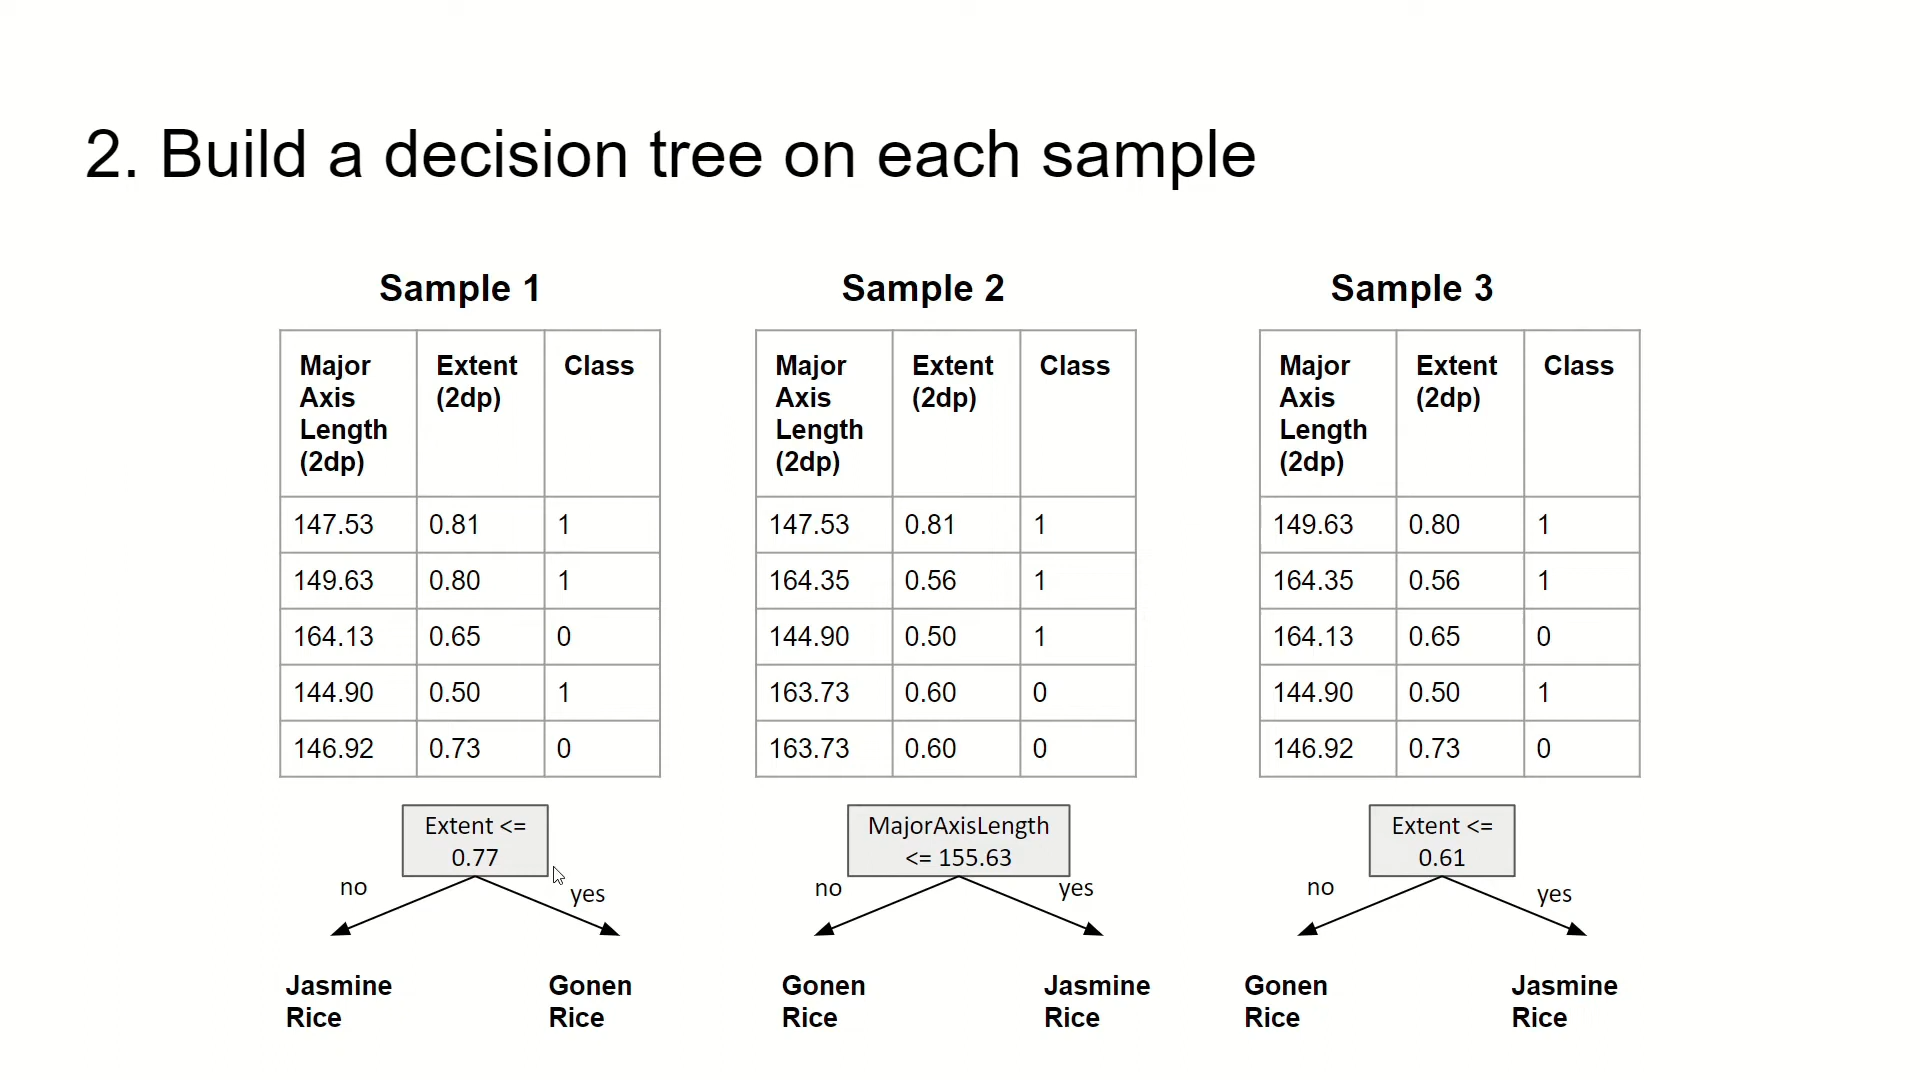 2. Build a decision tree on each sample
Sample 1
Major Axis Length (2dp) Extent (2dp) Class
147.53 0.81 1
149.63 0.80 1
164.13 0.65 0
144.90 0.50 1
146.92 0.73 0
Extent <=
0.77
no
yes
Jasmine
Rice
Gonen
Rice
Sample 2
Major Axis Length (2dp) Extent (2dp) Class
147.53 0.81 1
164.35 0.56 1
144.90 0.50 1
163.73 0.60 0
163.73 0.60 0
MajorAxisLength
<= 155.63
no
yes
Gonen
Rice
Jasmine
Rice
Sample 3
Major Axis Length (2dp) Extent (2dp) Class
149.63 0.80 1
164.35 0.56 1
164.13 0.65 0
144.90 0.50 1
146.92 0.73 0
Extent <=
0.61
no
yes
Gonen
Rice
Jasmine
Rice